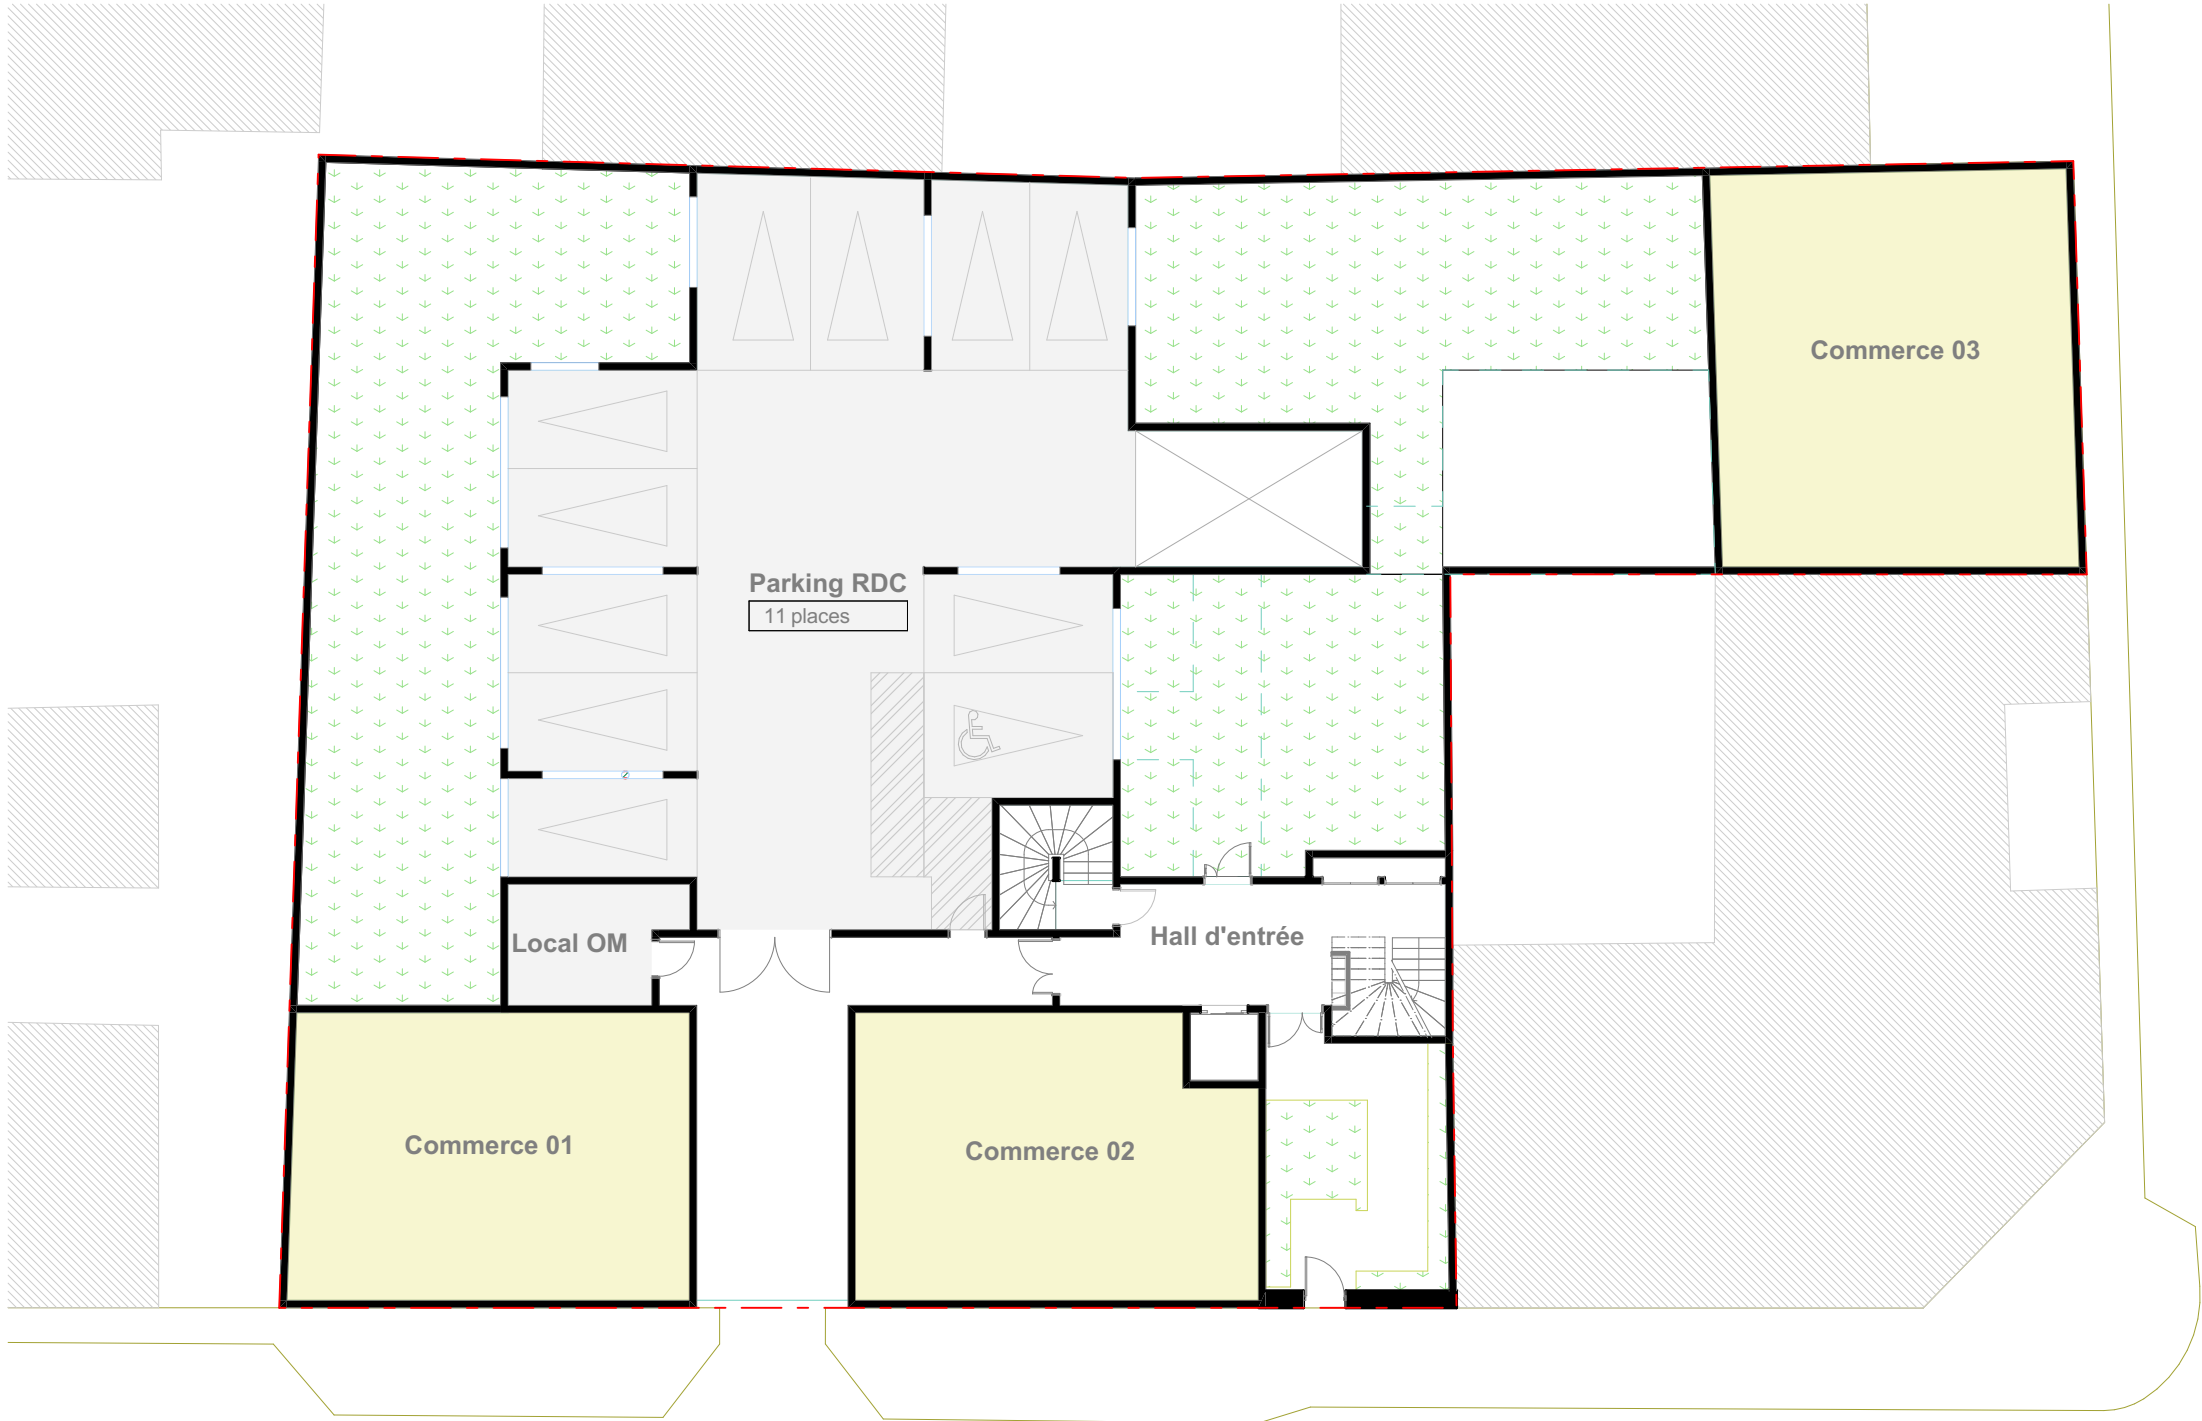 Commerce 03
Parking RDC
11 places
Local OM
Hall d'entrée
Commerce 01
Commerce 02